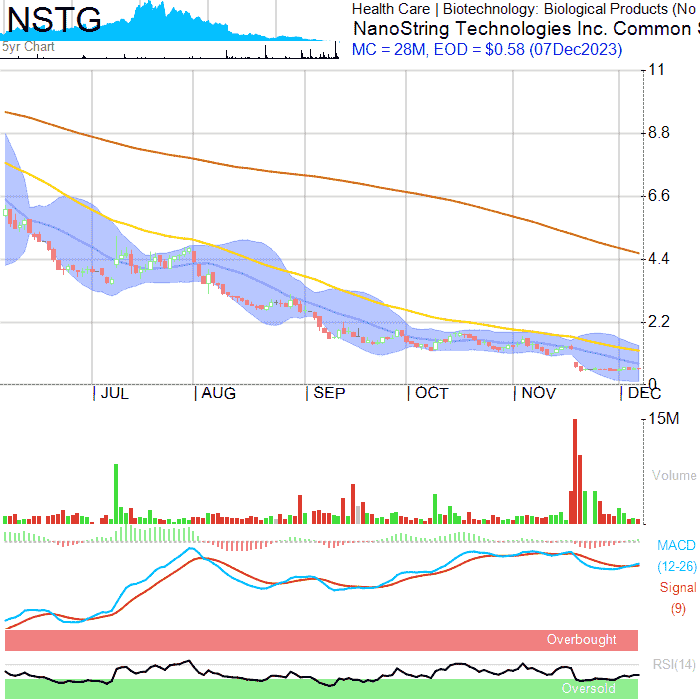 NSTG
5yr Chart
Health Care | Biotechnology: Biological Products (No
NanoString Technologies Inc. Common S
MC = 28M, EOD = $0.58 (07Dec2023)
11
8.8
6.6
4.4
2.2
0
JUL AUG SEP OCT NOV DEC
15M
Volume
MACD
(12-26)
Signal
(9)
Overbought
RSI(14)
Oversold